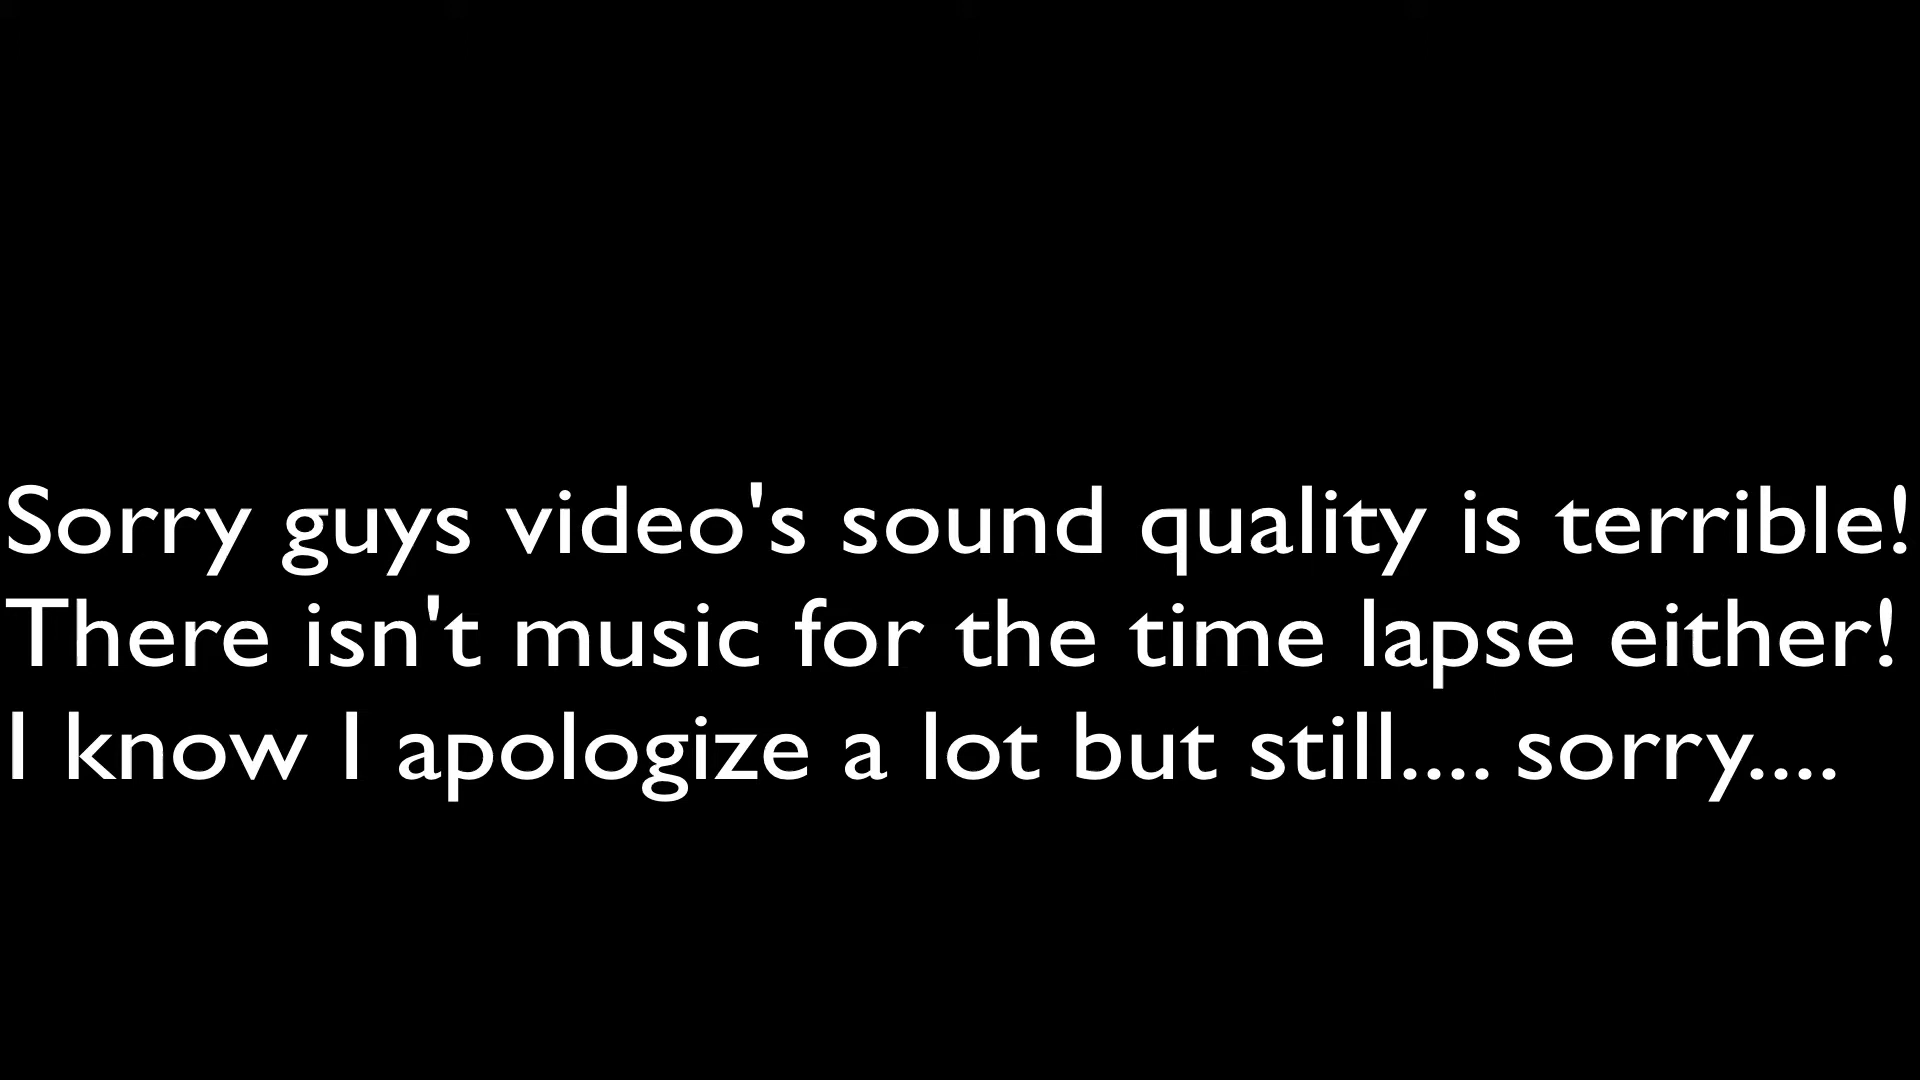 Sorry guys video's sound quality is terrible!
There isn't music for the time lapse either!
I know I apologize a lot but still.... sorry....